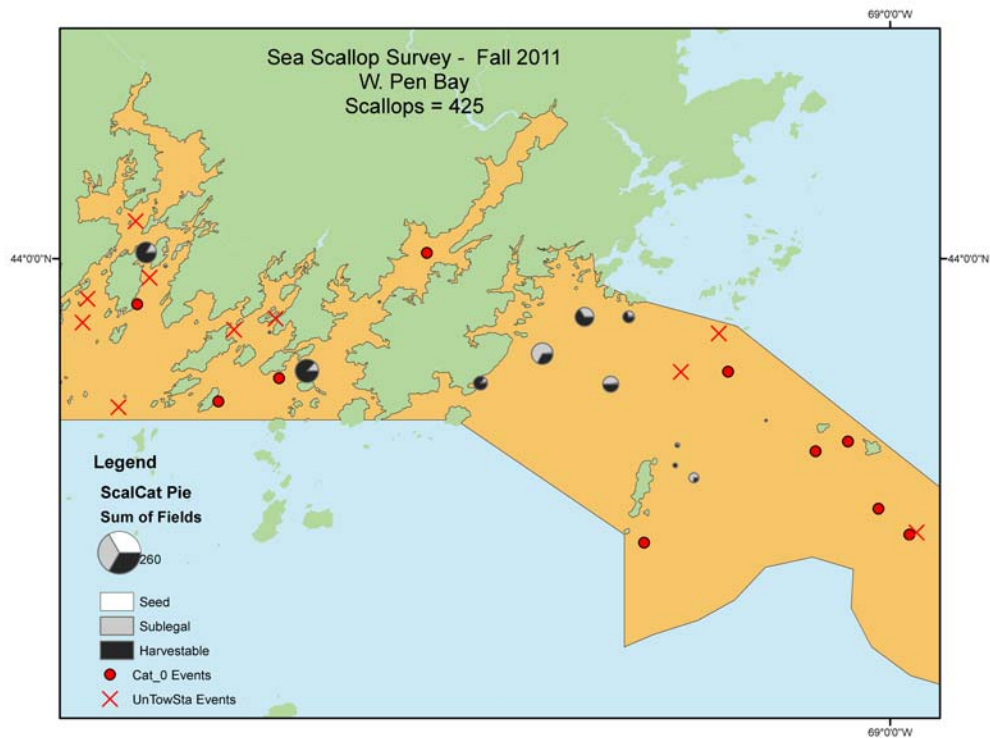 69°0'0"W
Sea Scallop Survey - Fall 2011
W. Pen Bay
Scallops = 425
44°0'0"N
44°0'0"N
Legend
ScalCat Pie
Sum of Fields
260
Seed
Sublegal
Harvestable
Cat_0 Events
UnTowSta Events
69°0'0"W